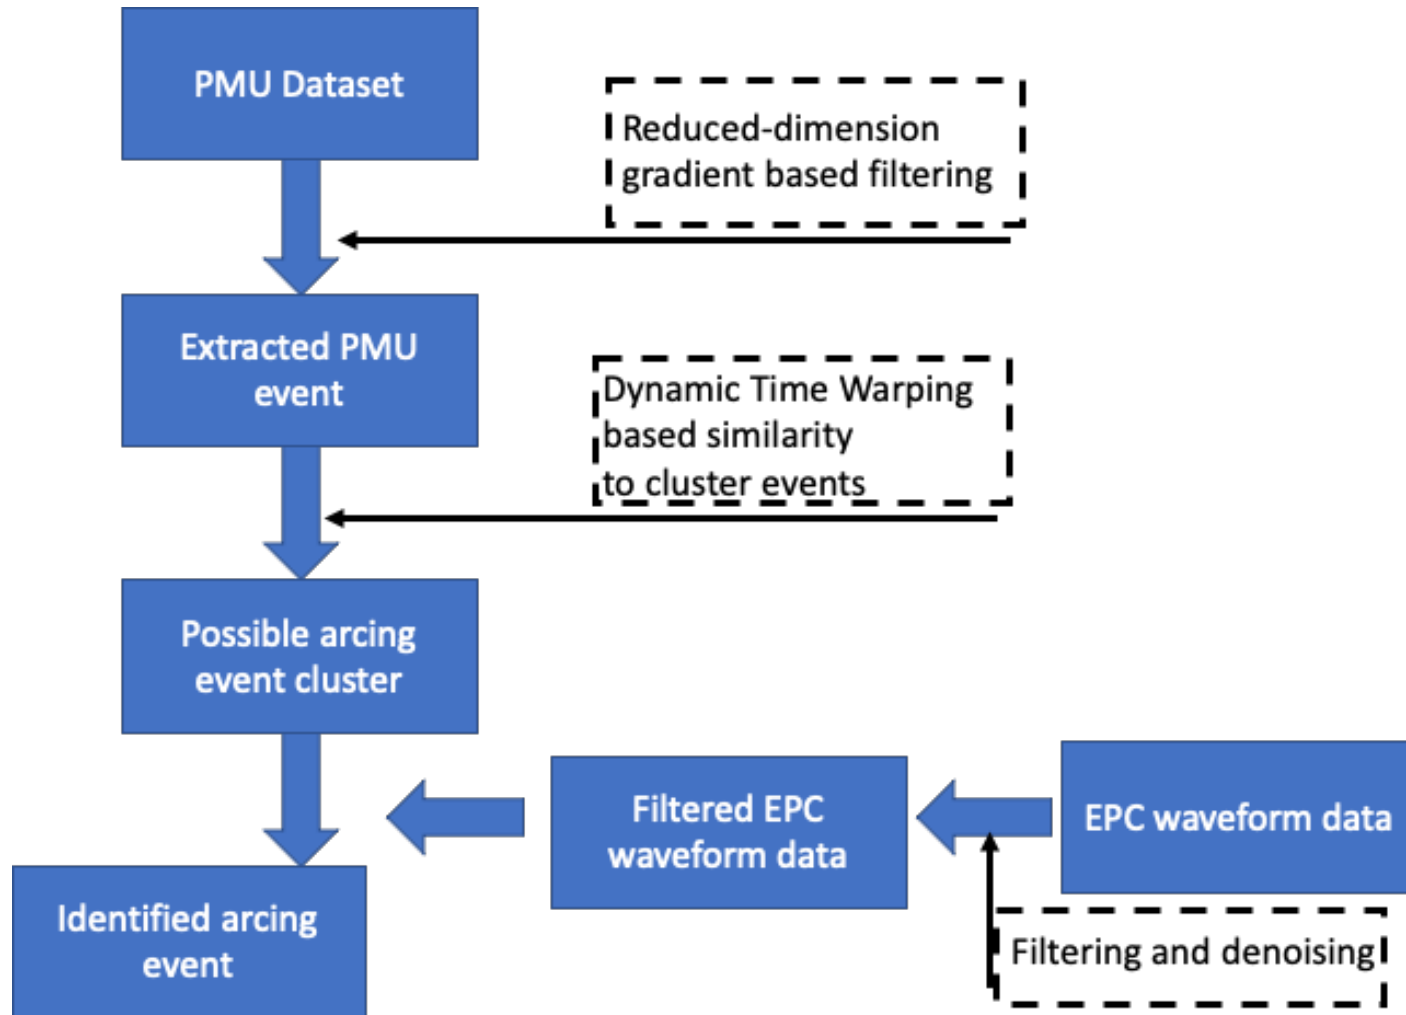 PMU Dataset
Reduced-dimension
gradient based filtering
Extracted PMU
event
Dynamic Time Warping
based similarity
to cluster events
Possible arcing
event cluster
Filtered EPC
waveform data
EPC waveform data
Identified arcing
event
Filtering and denoising